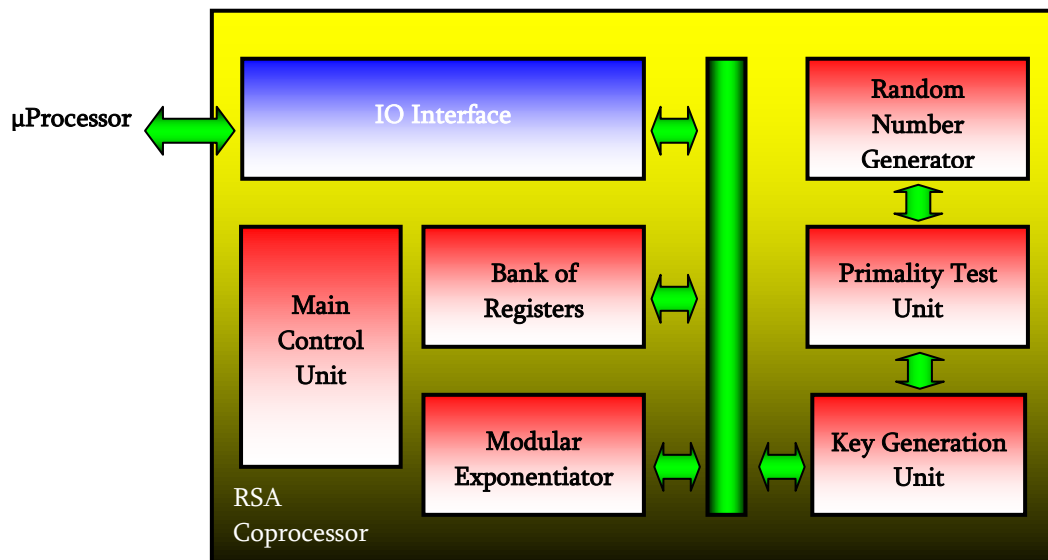 μProcessor
IO Interface
Random
Number
Generator
Main
Control
Unit
Bank of
Registers
Primality Test
Unit
Modular
Exponentiator
Key Generation
Unit
RSA
Coprocessor